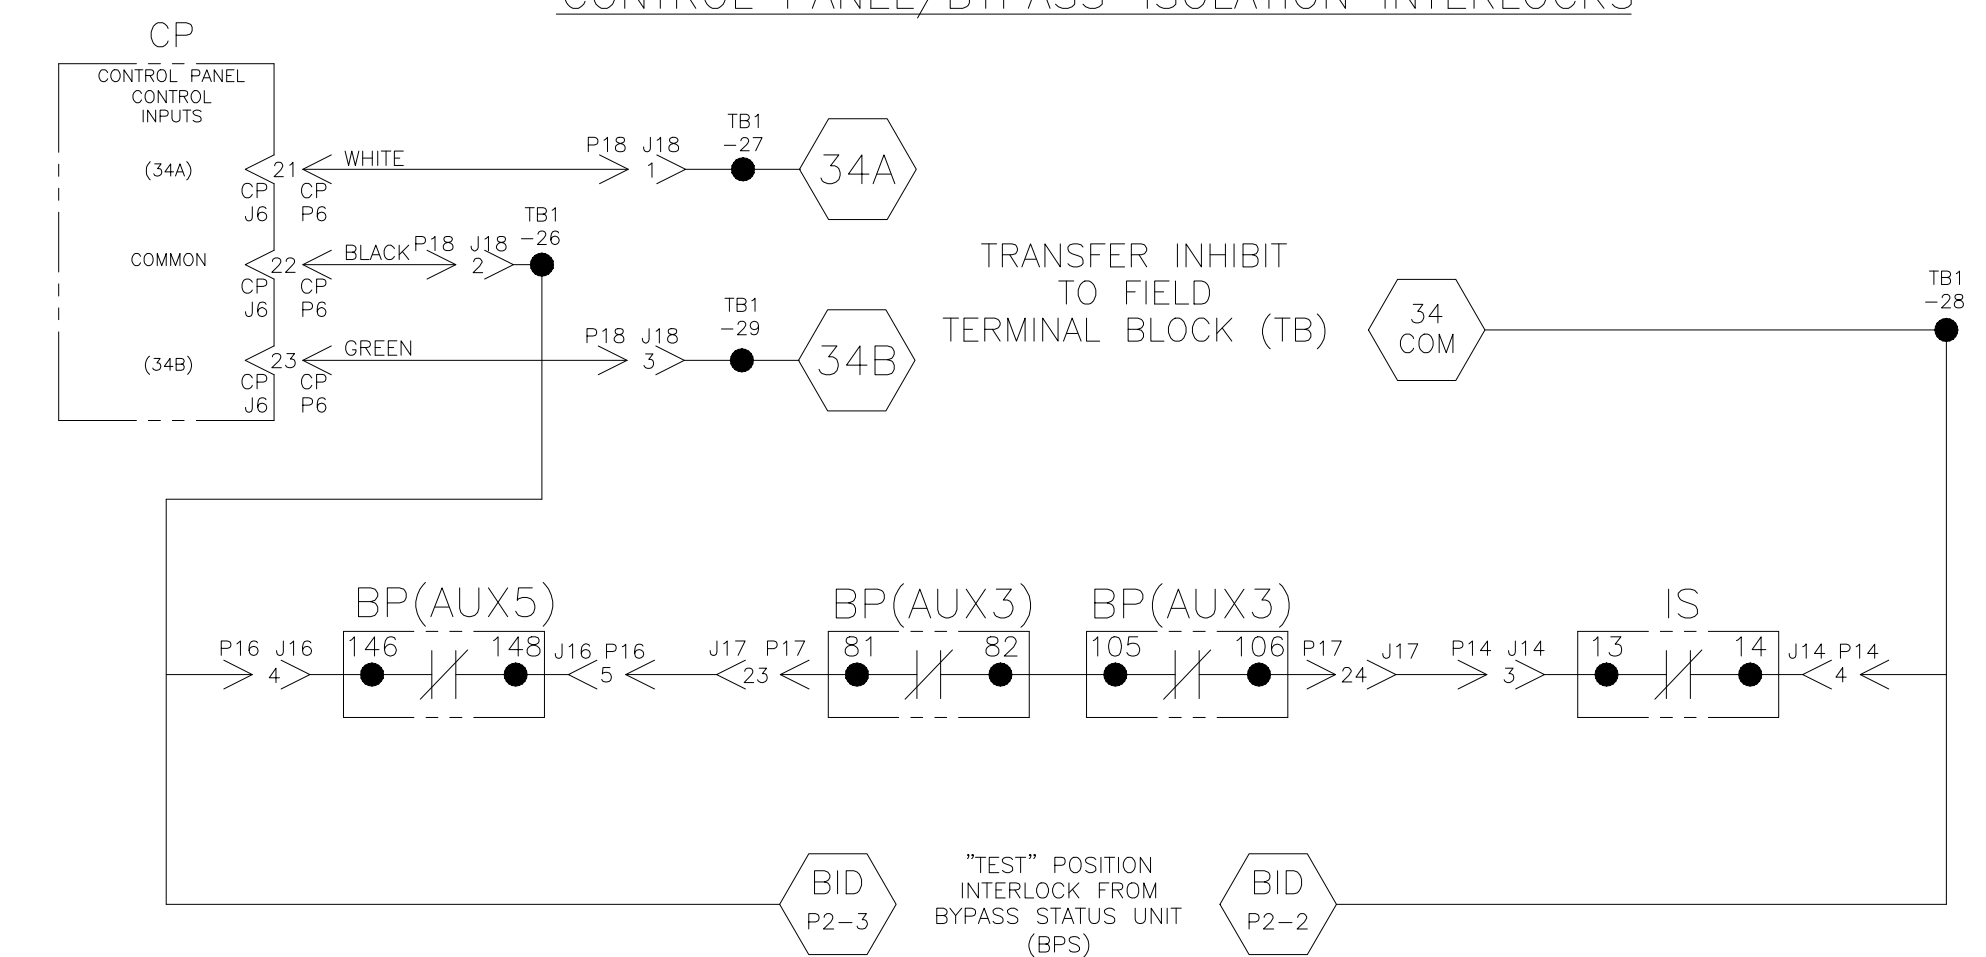 CONTROL PANEL/BYPASS ISOLATION INTERLOCKS
CP
CONTROL PANEL
CONTROL
INPUTS
(34A)
21
CP
J6
CP
P6
WHITE
P18
J18
1
TB1
-27
34A
COMMON
22
CP
J6
CP
P6
BLACK
P18
J18
2
TB1
-26
(34B)
23
CP
J6
CP
P6
GREEN
P18
J18
3
TB1
-29
34B
TRANSFER INHIBIT
TO FIELD
TERMINAL BLOCK (TB)
34
COM
TB1
-28
P16
J16
4
BP(AUX5)
146
148
J16
P16
5
J17
P17
23
BP(AUX3)
81
82
BP(AUX3)
105
106
P17
J17
24
P14
J14
3
IS
13
14
J14
P14
4
BID
P2-3
"TEST" POSITION
INTERLOCK FROM
BYPASS STATUS UNIT
(BPS)
BID
P2-2